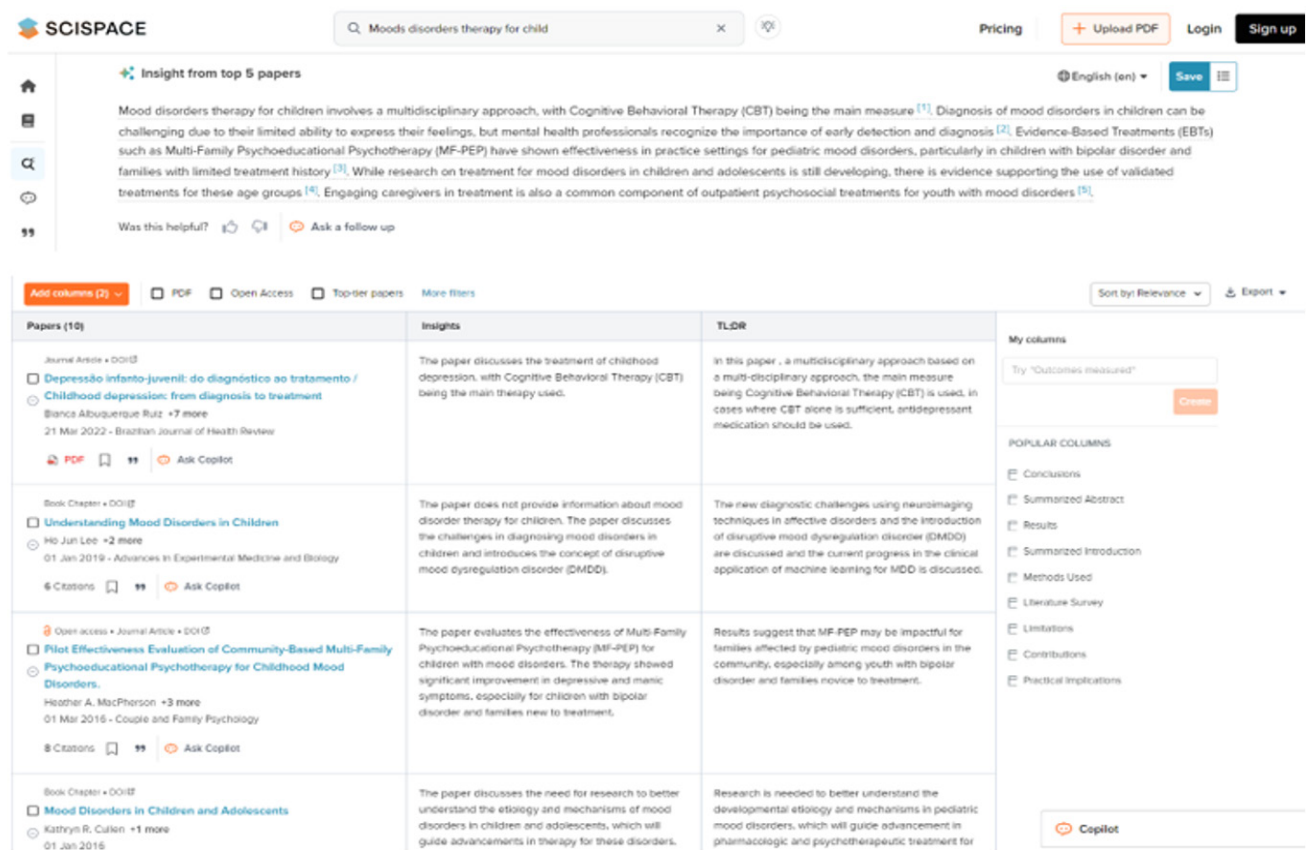 SCISPACE
Moods disorders therapy for child
Pricing
Upload PDF
Login
Sign up
Insight from top 5 papers
English (en)
Save
Mood disorders therapy for children involves a multidisciplinary approach, with Cognitive Behavioral Therapy (CBT) being the main measure [1]. Diagnosis of mood disorders in children can be
challenging due to their limited ability to express their feelings, but mental health professionals recognize the importance of early detection and diagnosis [2]. Evidence-Based Treatments (EBTs)
such as Multi-Family Psychoeducational Psychotherapy (MF-PEP) have shown effectiveness in practice settings for pediatric mood disorders, particularly in children with bipolar disorder and
families with limited treatment history [3]. While research on treatment for mood disorders in children and adolescents is still developing, there is evidence supporting the use of validated
treatments for these age groups [4]. Engaging caregivers in treatment is also a common component of outpatient psychosocial treatments for youth with mood disorders [5].
Was this helpful?
Ask a follow up
Add columns (2)
PDF
Open Access
Top-tier papers
More filters
Sort by: Relevance
Export
Papers (10)
Insights
TL;DR
Journal Article • DOI
Depressão infanto-juvenil: do diagnóstico ao tratamento /
Childhood depression: from diagnosis to treatment
Bianca Albuquerque Ruiz +7 more
21 Mar 2022 - Brazilian Journal of Health Review
PDF
Ask Copilot
The paper discusses the treatment of childhood
depression, with Cognitive Behavioral Therapy (CBT)
being the main therapy used.
In this paper , a multidisciplinary approach based on
a multi-disciplinary approach, the main measure
being Cognitive Behavioral Therapy (CBT) is used, in
cases where CBT alone is sufficient, antidepressant
medication should be used.
Book Chapter • DOI
Understanding Mood Disorders in Children
Ho Jun Lee +2 more
01 Jan 2019 - Advances in Experimental Medicine and Biology
6 Citations
Ask Copilot
The paper does not provide information about mood
disorder therapy for children. The paper discusses
the challenges in diagnosing mood disorders in
children and introduces the concept of disruptive
mood dysregulation disorder (DMDD).
The new diagnostic challenges using neuroimaging
techniques in affective disorders and the introduction
of disruptive mood dysregulation disorder (DMDD)
are discussed and the current progress in the clinical
application of machine learning for MDD is discussed.
Open access • Journal Article • DOI
Pilot Effectiveness Evaluation of Community-Based Multi-Family
Psychoeducational Psychotherapy for Childhood Mood
Disorders.
Heather A. MacPherson +3 more
01 Mar 2016 - Couple and Family Psychology
8 Citations
Ask Copilot
The paper evaluates the effectiveness of Multi-Family
Psychoeducational Psychotherapy (MF-PEP) for
children with mood disorders. The therapy showed
significant improvement in depressive and manic
symptoms, especially for children with bipolar
disorder and families new to treatment.
Results suggest that MF-PEP may be impactful for
families affected by pediatric mood disorders in the
community, especially among youth with bipolar
disorder and families novice to treatment.
Book Chapter • DOI
Mood Disorders in Children and Adolescents
Kathryn R. Cullen +1 more
01 Jan 2016
The paper discusses the need for research to better
understand the etiology and mechanisms of mood
disorders in children and adolescents, which will
guide advancements in therapy for these disorders.
Research is needed to better understand the
developmental etiology and mechanisms in pediatric
mood disorders, which will guide advancement in
pharmacologic and psychotherapeutic treatment for
My columns
Try "Outcomes measured"
Create
POPULAR COLUMNS
Conclusions
Summarized Abstract
Results
Summarized Introduction
Methods Used
Literature Survey
Limitations
Contributions
Practical Implications
Copilot